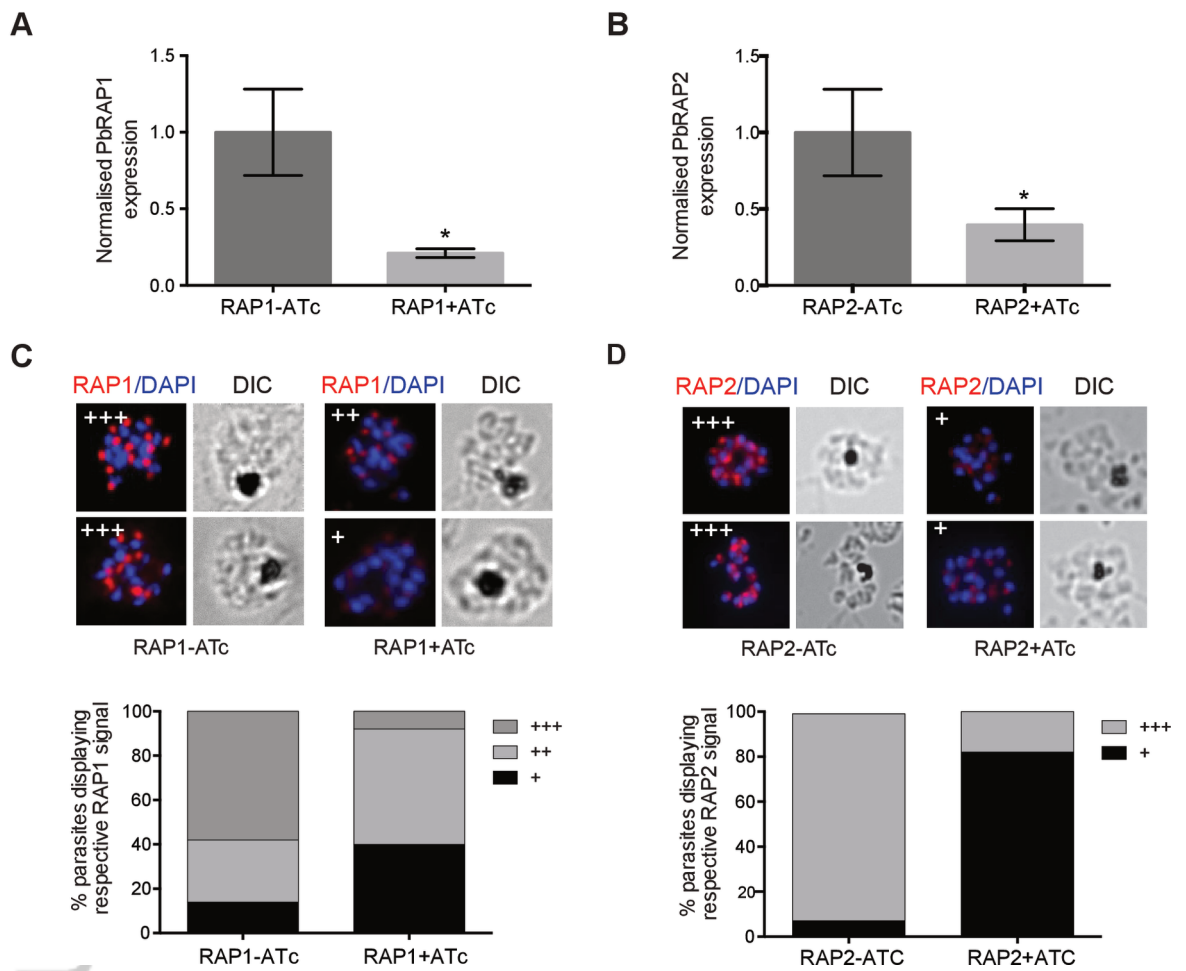 A
Normalised PbRAP1
expression
1.5
1.0
0.5
0.0
*
RAP1-ATc
RAP1+ATc
B
Normalised PbRAP2
expression
1.5
1.0
0.5
0.0
*
RAP2-ATc
RAP2+ATc
C
RAP1/DAPI DIC RAP1/DAPI DIC
+++ ++
+++ +
RAP1-ATc RAP1+ATc
% parasites displaying
respective RAP1 signal
100
80
60
40
20
0
RAP1-ATc RAP1+ATc
+++
++
+
D
RAP2/DAPI DIC RAP2/DAPI DIC
+++ +
+++ +
RAP2-ATc RAP2+ATc
% parasites displaying
respective RAP2 signal
100
80
60
40
20
0
RAP2-ATC RAP2+ATC
+++
+